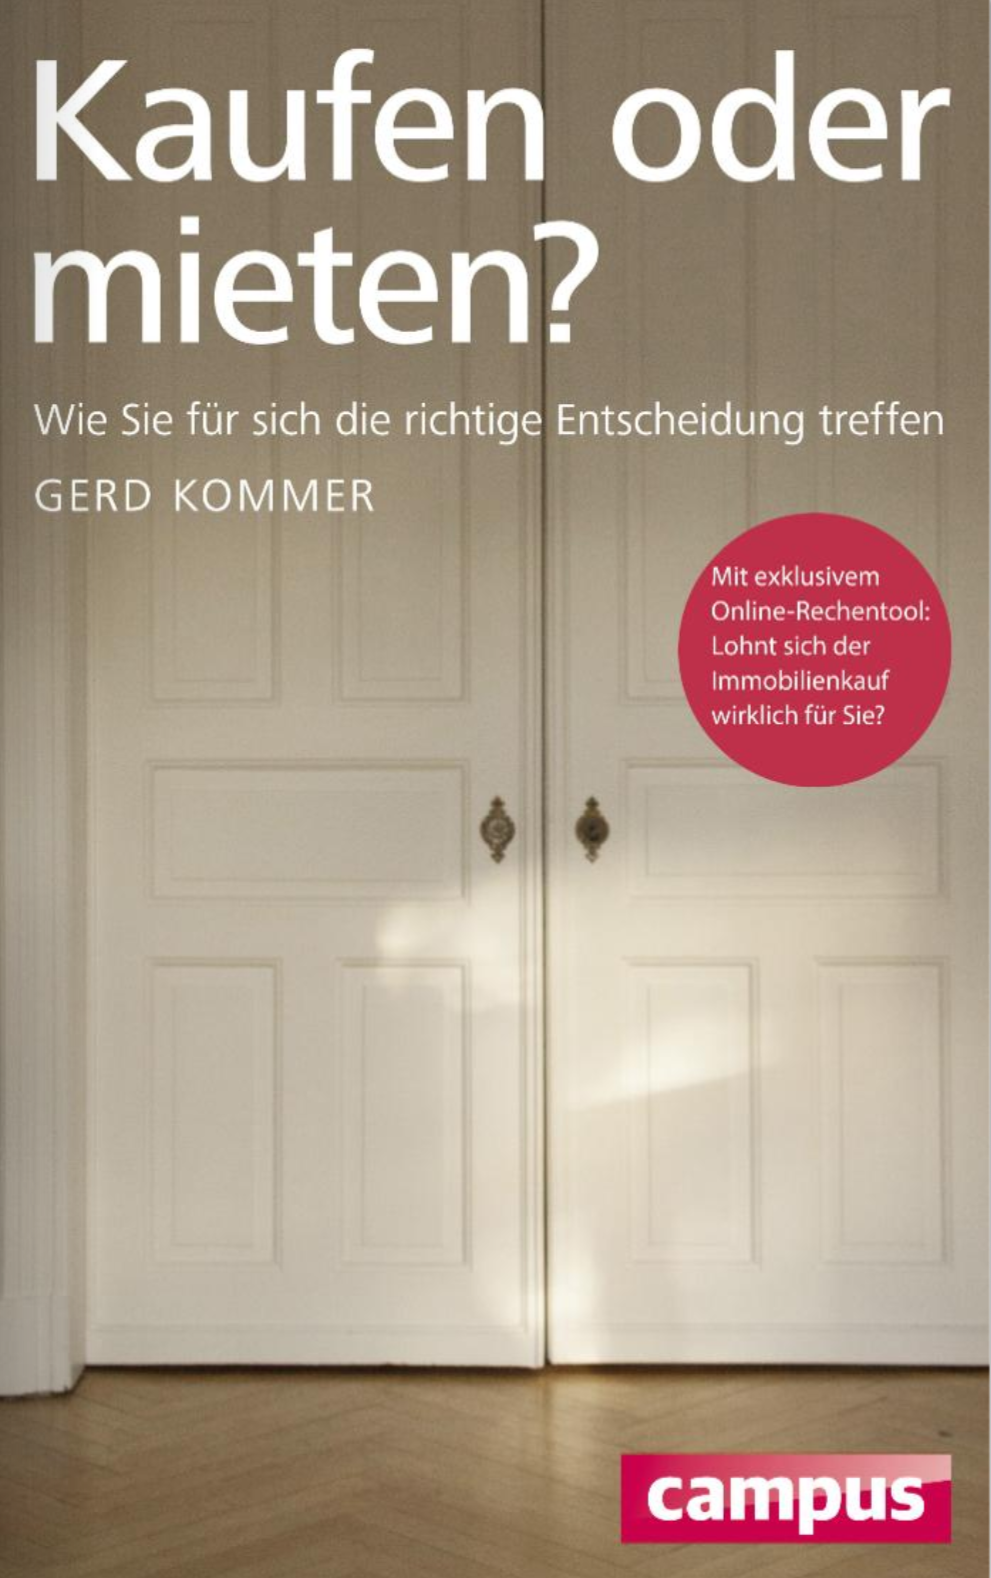 Kaufen oder
mieten?
Wie Sie für sich die richtige Entscheidung treffen
GERD KOMMER
Mit exklusivem
Online-Rechentool:
Lohnt sich der
Immobilienkauf
wirklich für Sie?
campus